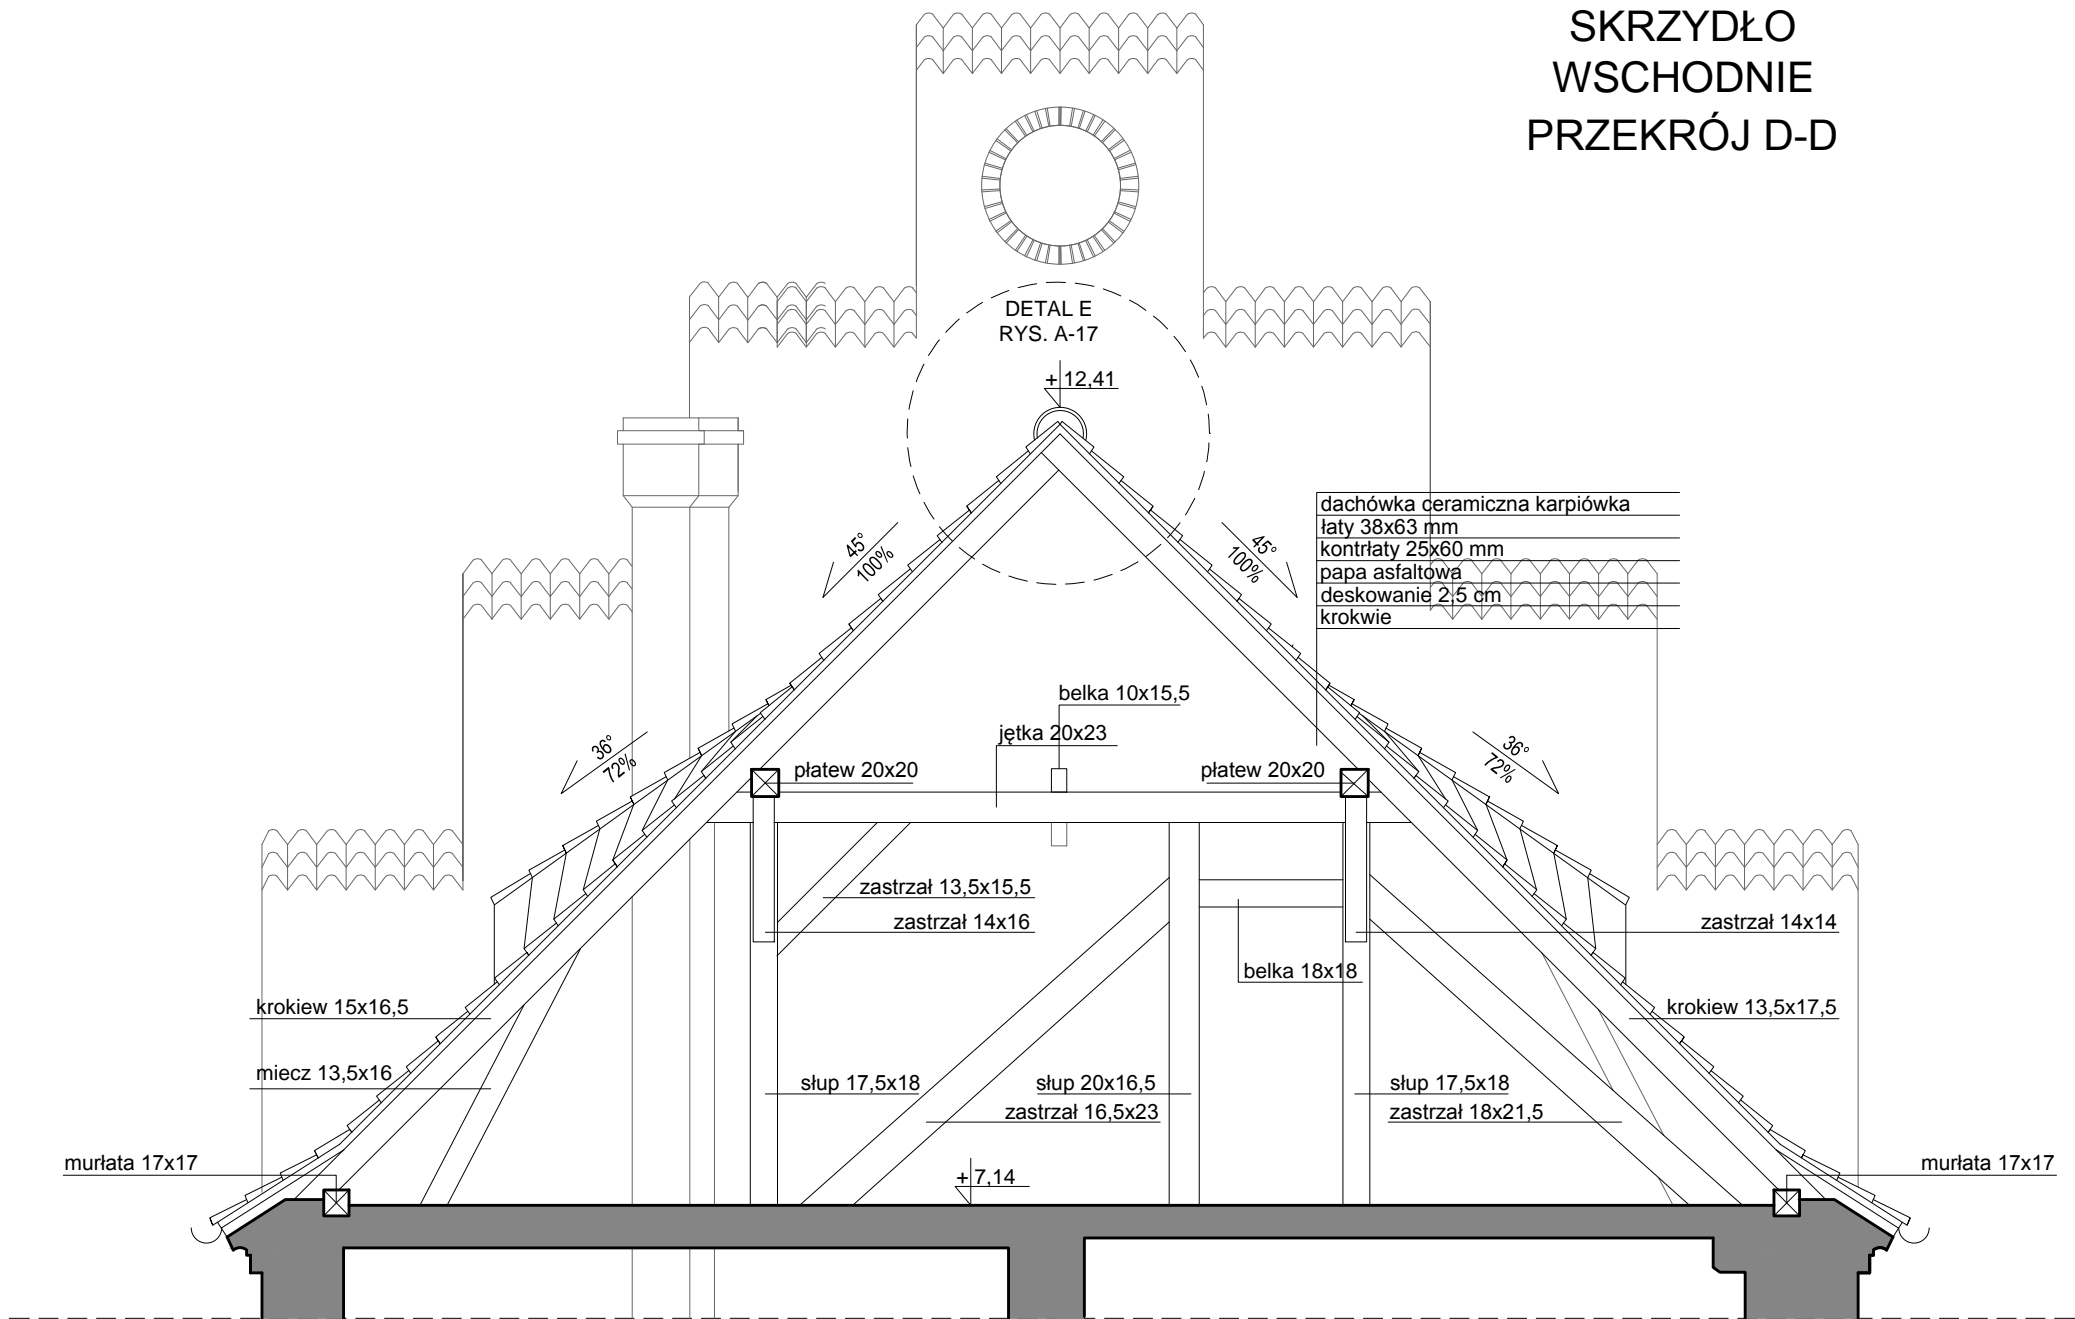 SKRZYDŁO
WSCHODNIE
PRZEKRÓJ D-D
DETAL E
RYS. A-17
+ 12,41
dachówka ceramiczna karpiówka
łaty 38x63 mm
kontrłaty 25x60 mm
papa asfaltowa
deskowanie 2,5 cm
krokwie
45°
100%
45°
100%
36°
72%
36°
72%
belka 10x15,5
jętka 20x23
płatew 20x20
płatew 20x20
zastrzał 13,5x15,5
zastrzał 14x16
zastrzał 14x14
belka 18x18
krokiew 15x16,5
krokiew 13,5x17,5
miecz 13,5x16
słup 17,5x18
słup 20x16,5
słup 17,5x18
zastrzał 16,5x23
zastrzał 18x21,5
murłata 17x17
murłata 17x17
+ 7,14